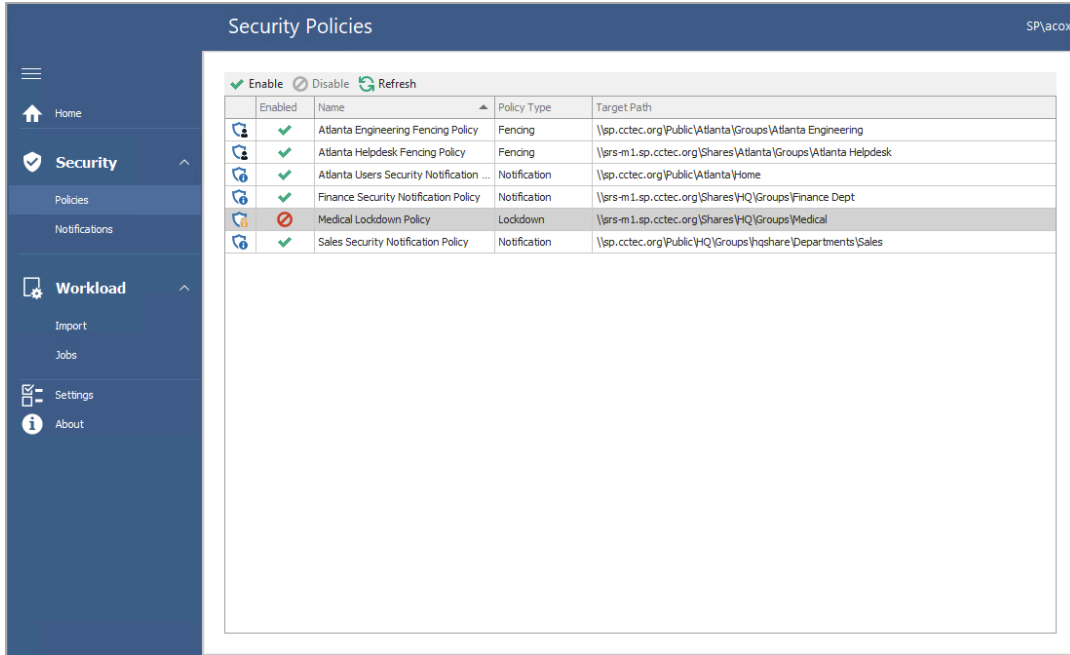 Security Policies
SP\acox
Home
Security
Policies
Notifications
Workload
Import
Jobs
Settings
About
Enable Disable Refresh
Enabled Name Policy Type Target Path
Atlanta Engineering Fencing Policy Fencing \\sp.cctec.org\Public\Atlanta\Groups\Atlanta Engineering
Atlanta Helpdesk Fencing Policy Fencing \\srs-m1.sp.cctec.org\Shares\Atlanta\Groups\Atlanta Helpdesk
Atlanta Users Security Notification ... Notification \\sp.cctec.org\Public\Atlanta\Home
Finance Security Notification Policy Notification \\srs-m1.sp.cctec.org\Shares\HQ\Groups\Finance Dept
Medical Lockdown Policy Lockdown \\srs-m1.sp.cctec.org\Shares\HQ\Groups\Medical
Sales Security Notification Policy Notification \\sp.cctec.org\Public\HQ\Groups\hqshare\Departments\Sales